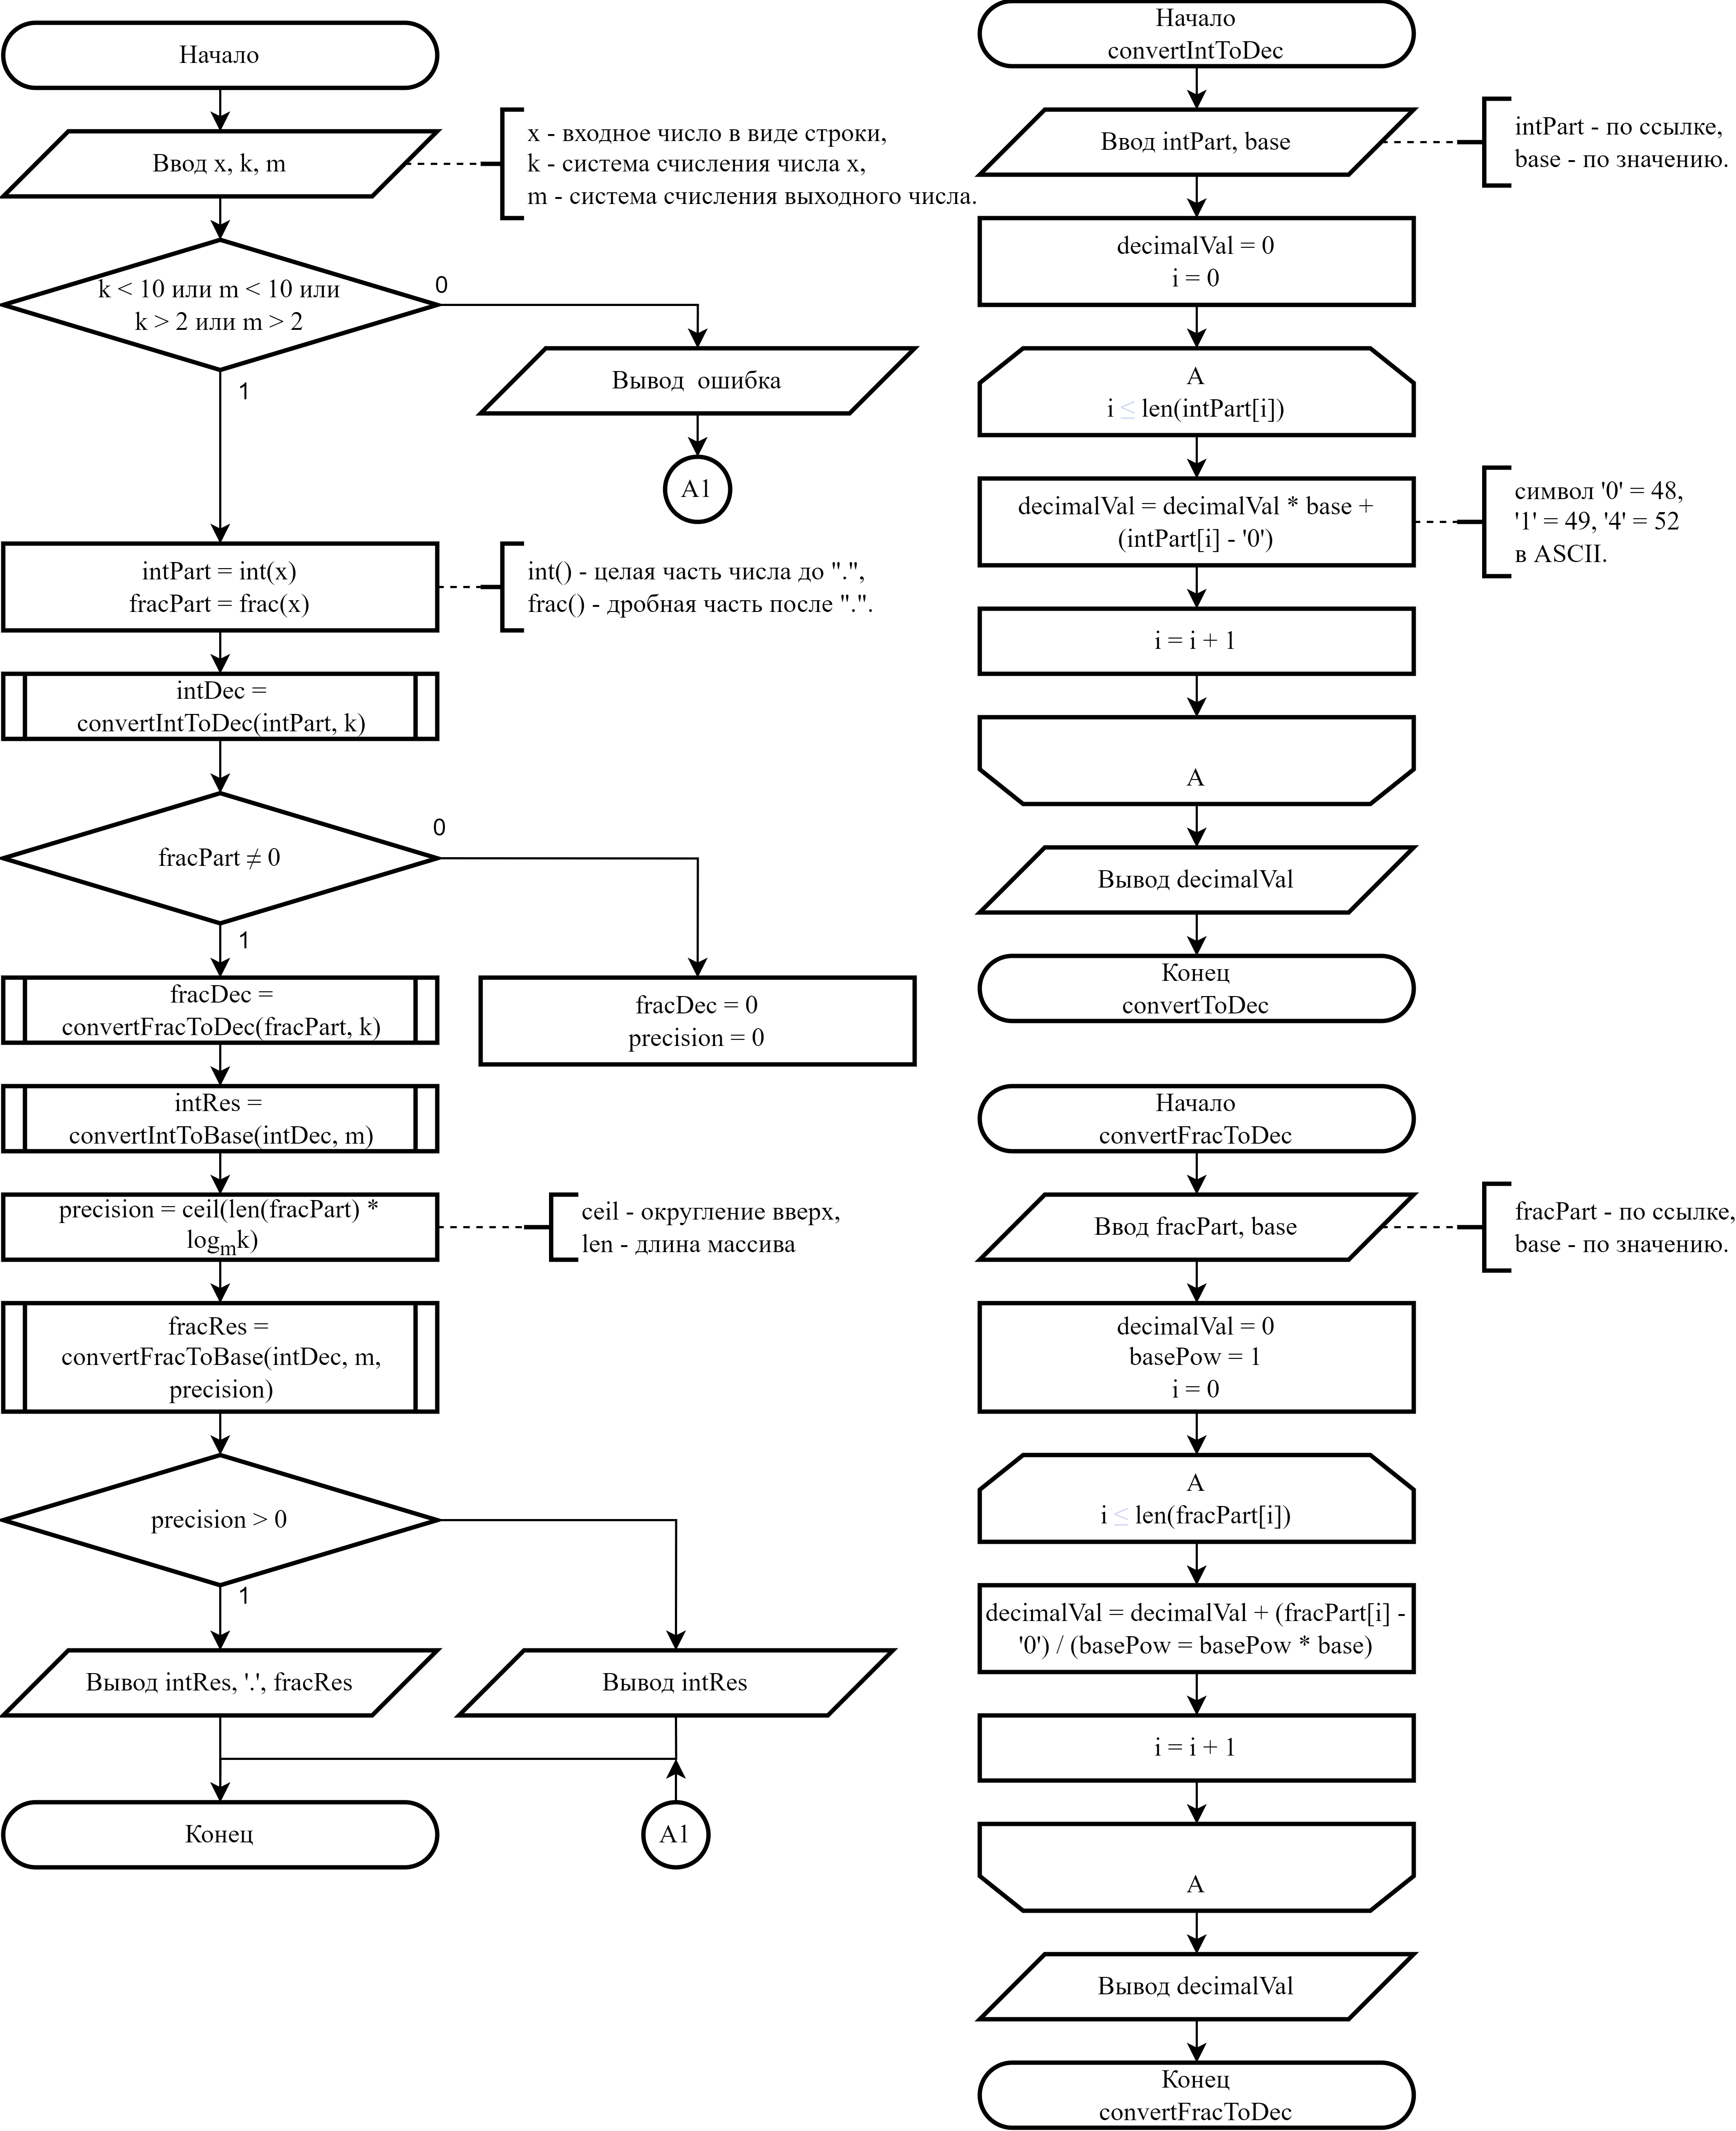 Начало
Ввод x, k, m
x - входное число в виде строки,
k - система счисления числа x,
m - система счисления выходного числа.
k < 10 или m < 10 или
k > 2 или m > 2
0
1
Вывод ошибка
A1
intPart = int(x)
fracPart = frac(x)
int() - целая часть числа до ".",
frac() - дробная часть после ".".
intDec =
convertIntToDec(intPart, k)
fracPart ≠ 0
0
1
fracDec =
convertFracToDec(fracPart, k)
fracDec = 0
precision = 0
intRes =
convertIntToBase(intDec, m)
precision = ceil(len(fracPart) *
logmk)
ceil - округление вверх,
len - длина массива
fracRes =
convertFracToBase(intDec, m,
precision)
precision > 0
1
Вывод intRes, '.', fracRes
Вывод intRes
Конец
A1
Начало
convertIntToDec
Ввод intPart, base
intPart - по ссылке,
base - по значению.
decimalVal = 0
i = 0
A
i ≤ len(intPart[i])
decimalVal = decimalVal * base +
(intPart[i] - '0')
символ '0' = 48,
'1' = 49, '4' = 52
в ASCII.
i = i + 1
A
Вывод decimalVal
Конец
convertToDec
Начало
convertFracToDec
Ввод fracPart, base
fracPart - по ссылке,
base - по значению.
decimalVal = 0
basePow = 1
i = 0
A
i ≤ len(fracPart[i])
decimalVal = decimalVal + (fracPart[i] -
'0') / (basePow = basePow * base)
i = i + 1
A
Вывод decimalVal
Конец
convertFracToDec